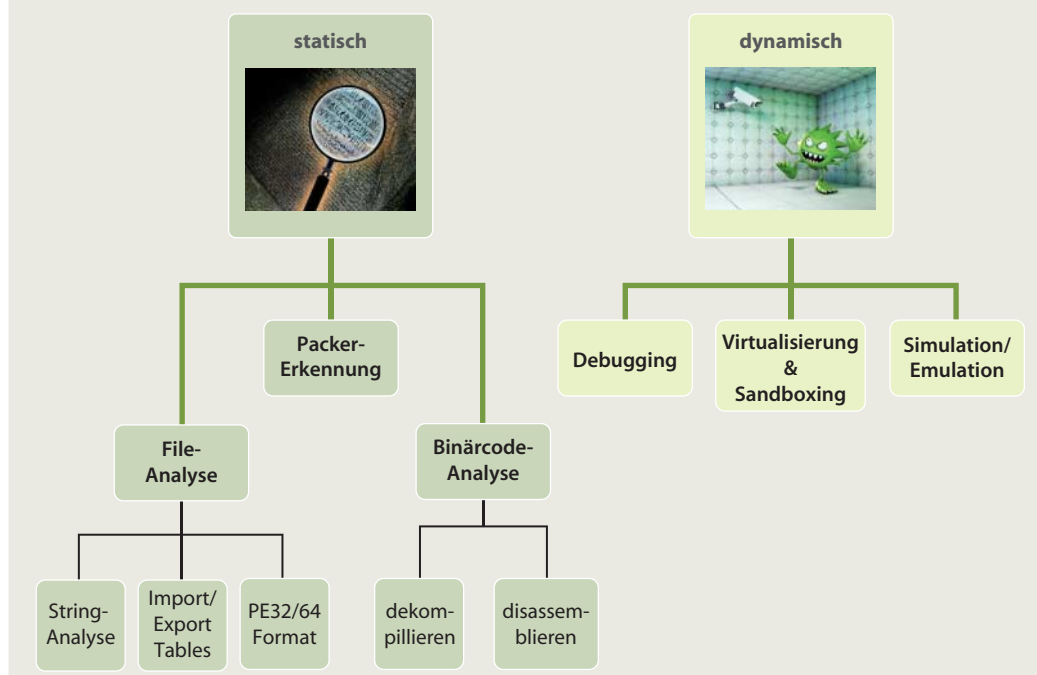 statisch
dynamisch
Packer-
Erkennung
Debugging
Virtualisierung
&
Sandboxing
Simulation/
Emulation
File-
Analyse
Binärcode-
Analyse
String-
Analyse
Import/
Export
Tables
PE32/64
Format
dekom-
pillieren
disassem-
blieren